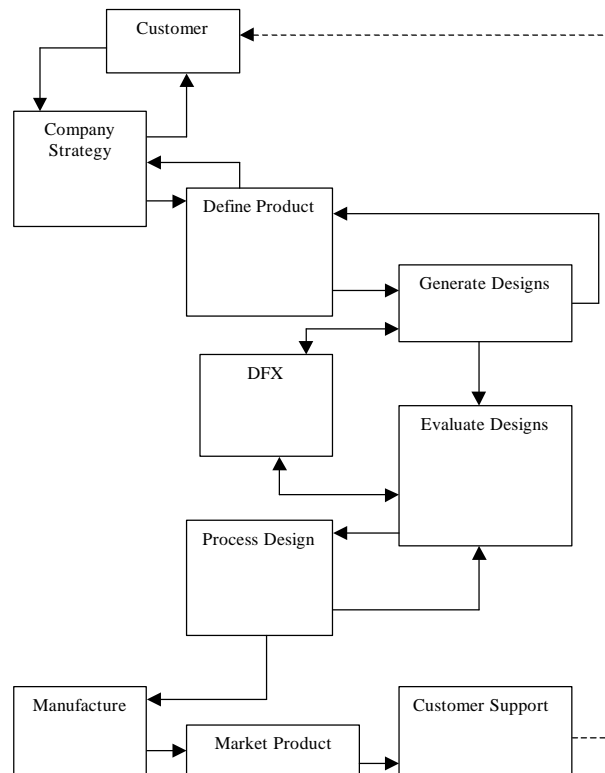 Customer
Company
Strategy
Define Product
Generate Designs
DFX
Evaluate Designs
Process Design
Manufacture
Customer Support
Market Product